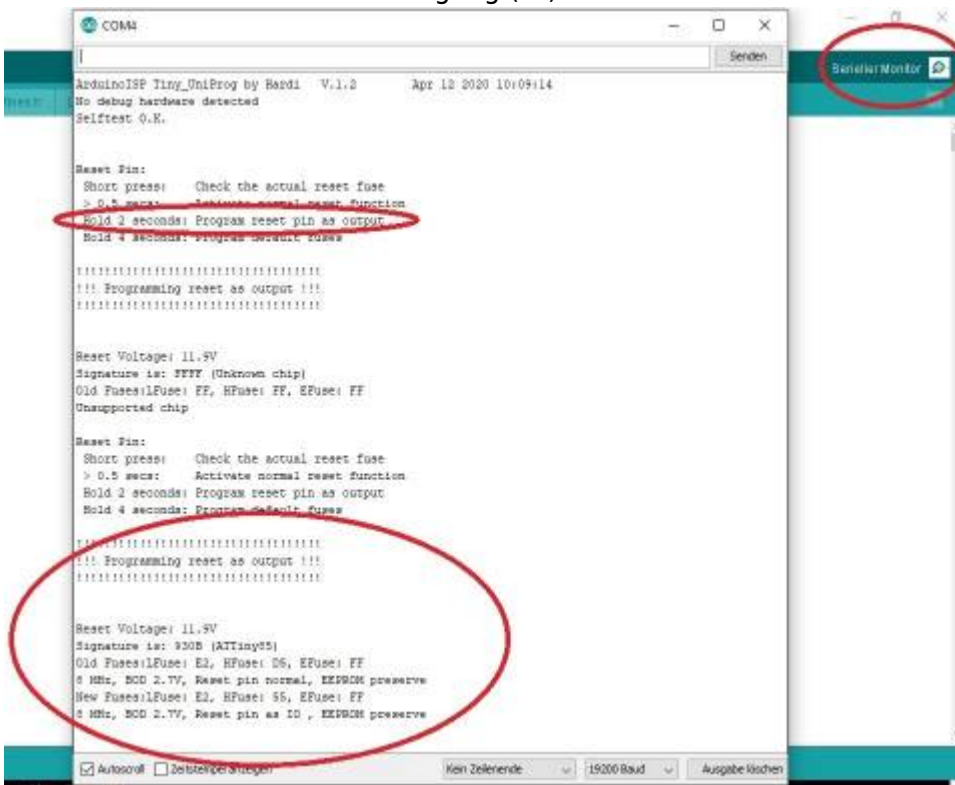 COM4
Senden
Serieller Monitor
ArduinoISP Tiny_UniProg by Hardi V.1.2 Apr 12 2020 10:09:14
No debug hardware detected
Selftest O.K.
Reset Pin:
Short press: Check the actual reset fuse
> 0.5 secs: Activate normal reset function
Hold 2 seconds: Program reset pin as output
Hold 4 seconds: Program default fuses
!!!!!!!!!!!!!!!!!!!!!!!!!!!!!!!!!!!
!!! Programming reset as output !!!
!!!!!!!!!!!!!!!!!!!!!!!!!!!!!!!!!!!
Reset Voltage: 11.9V
Signature is: FFFF (Unknown chip)
Old Fuses:LFuse: FF, HFuse: FF, EFuse: FF
Unsupported chip
Reset Pin:
Short press: Check the actual reset fuse
> 0.5 secs: Activate normal reset function
Hold 2 seconds: Program reset pin as output
Hold 4 seconds: Program default fuses
!!!!!!!!!!!!!!!!!!!!!!!!!!!!!!!!!!!
!!! Programming reset as output !!!
!!!!!!!!!!!!!!!!!!!!!!!!!!!!!!!!!!!
Reset Voltage: 11.9V
Signature is: 930B (ATTiny85)
Old Fuses:LFuse: E2, HFuse: D5, EFuse: FF
8 MHz, BOD 2.7V, Reset pin normal, EEPROM preserve
New Fuses:LFuse: E2, HFuse: 55, EFuse: FF
8 MHz, BOD 2.7V, Reset pin as IO , EEPROM preserve
Autoscroll Zeitstempel anzeigen Kein Zeilenende 19200 Baud Ausgabe löschen